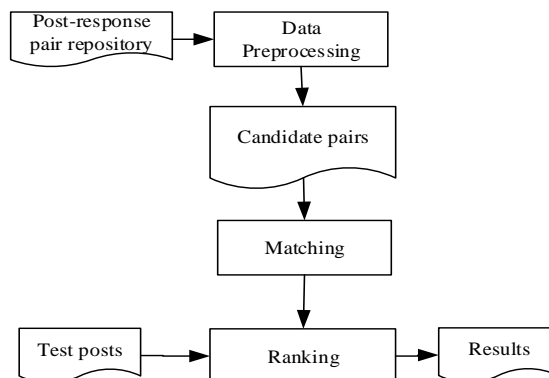 Post-response
pair repository
Data
Preprocessing
Candidate pairs
Matching
Test posts
Ranking
Results